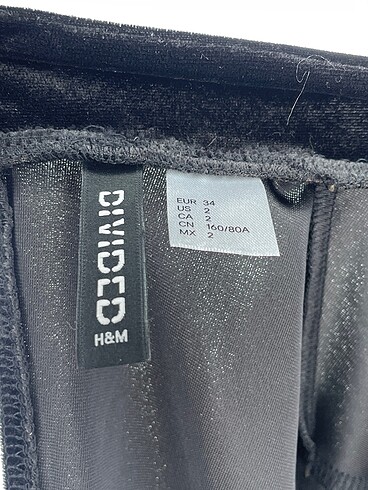 DIVIDED
H&M
EUR 34
US 2
CA 2
CN 160/80A
MX 2